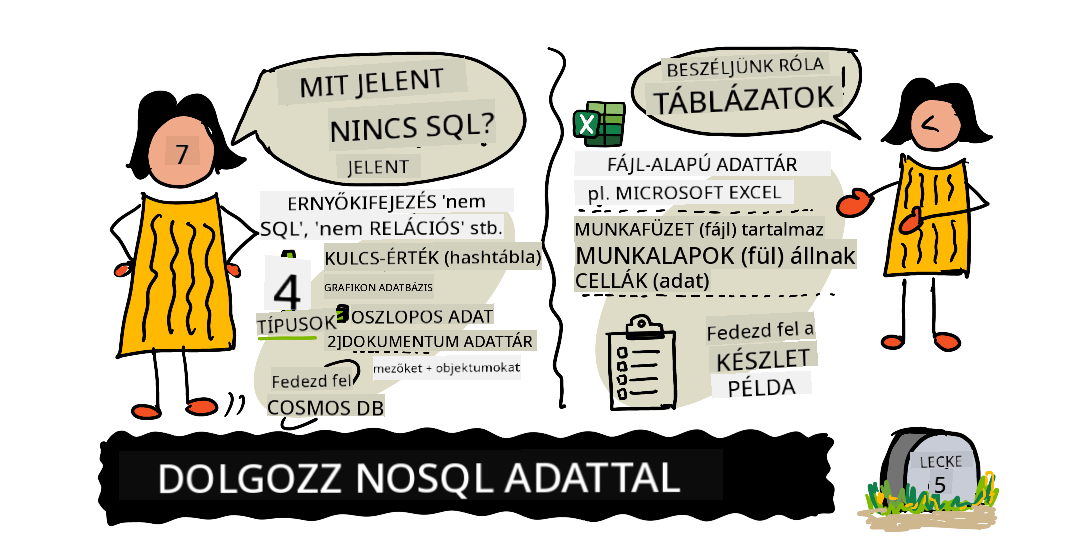 MIT JELENT
NINCS SQL?
JELENT
7
ERNYŐKIFEJEZÉS 'nem
SQL', 'nem RELÁCIÓS' stb.
4
TÍPUSOK
KULCS-ÉRTÉK (hashtábla)
GRAFIKON ADATBÁZIS
OSZLOPOS ADAT
2]DOKUMENTUM ADATTÁR
mezőket + objektumokat
Fedezd fel
COSMOS DB
BESZÉLJÜNK RÓLA
TÁBLÁZATOK!
X
FÁJL-ALAPÚ ADATTÁR
pl. MICROSOFT EXCEL
MUNKAFÜZET (fájl) tartalmaz
MUNKALAPOK (fül) állnak
CELLÁK (adat)
Fedezd fel a
KÉSZLET
PÉLDA
DOLGOZZ NOSQL ADATTAL
LECKE
5